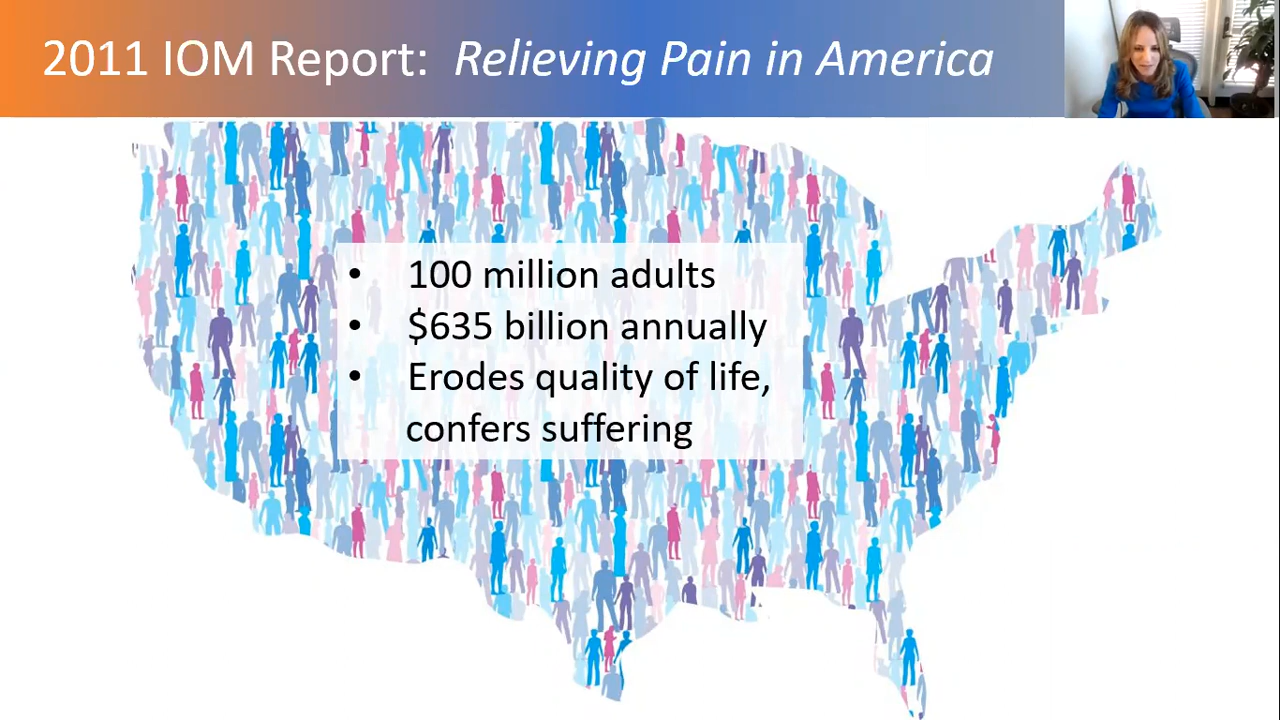 2011 IOM Report: Relieving Pain in America
• 100 million adults
• $635 billion annually
• Erodes quality of life,
confers suffering